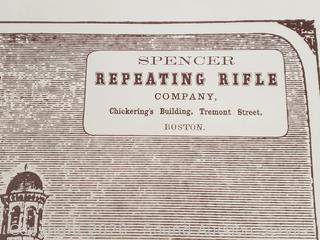 SPENCER
REPEATING RIFLE
COMPANY,
Chickering's Building, Tremont Street,
BOSTON.